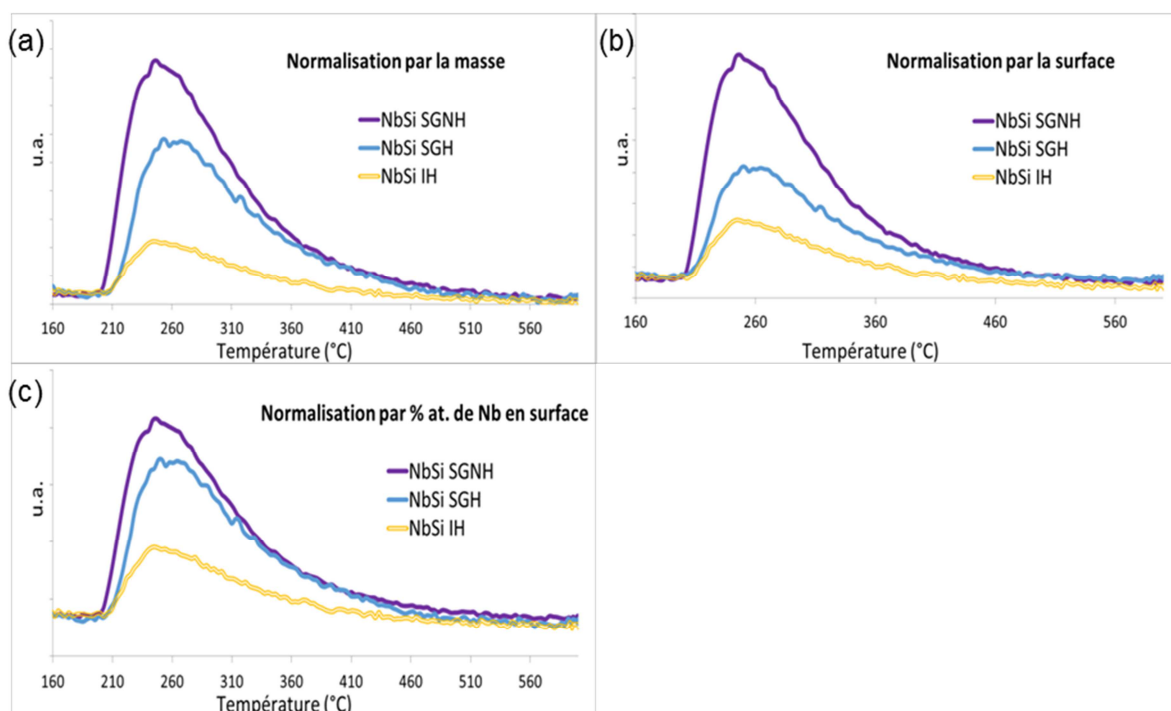 (a)
Normalisation par la masse
NbSi SGNH
NbSi SGH
NbSi IH
u.a.
160 210 260 310 360 410 460 510 560
Température (°C)
(b)
Normalisation par la surface
NbSi SGNH
NbSi SGH
NbSi IH
u.a.
160 260 360 460 560
Température (°C)
(c)
Normalisation par % at. de Nb en surface
NbSi SGNH
NbSi SGH
NbSi IH
u.a.
160 210 260 310 360 410 460 510 560
Température (°C)